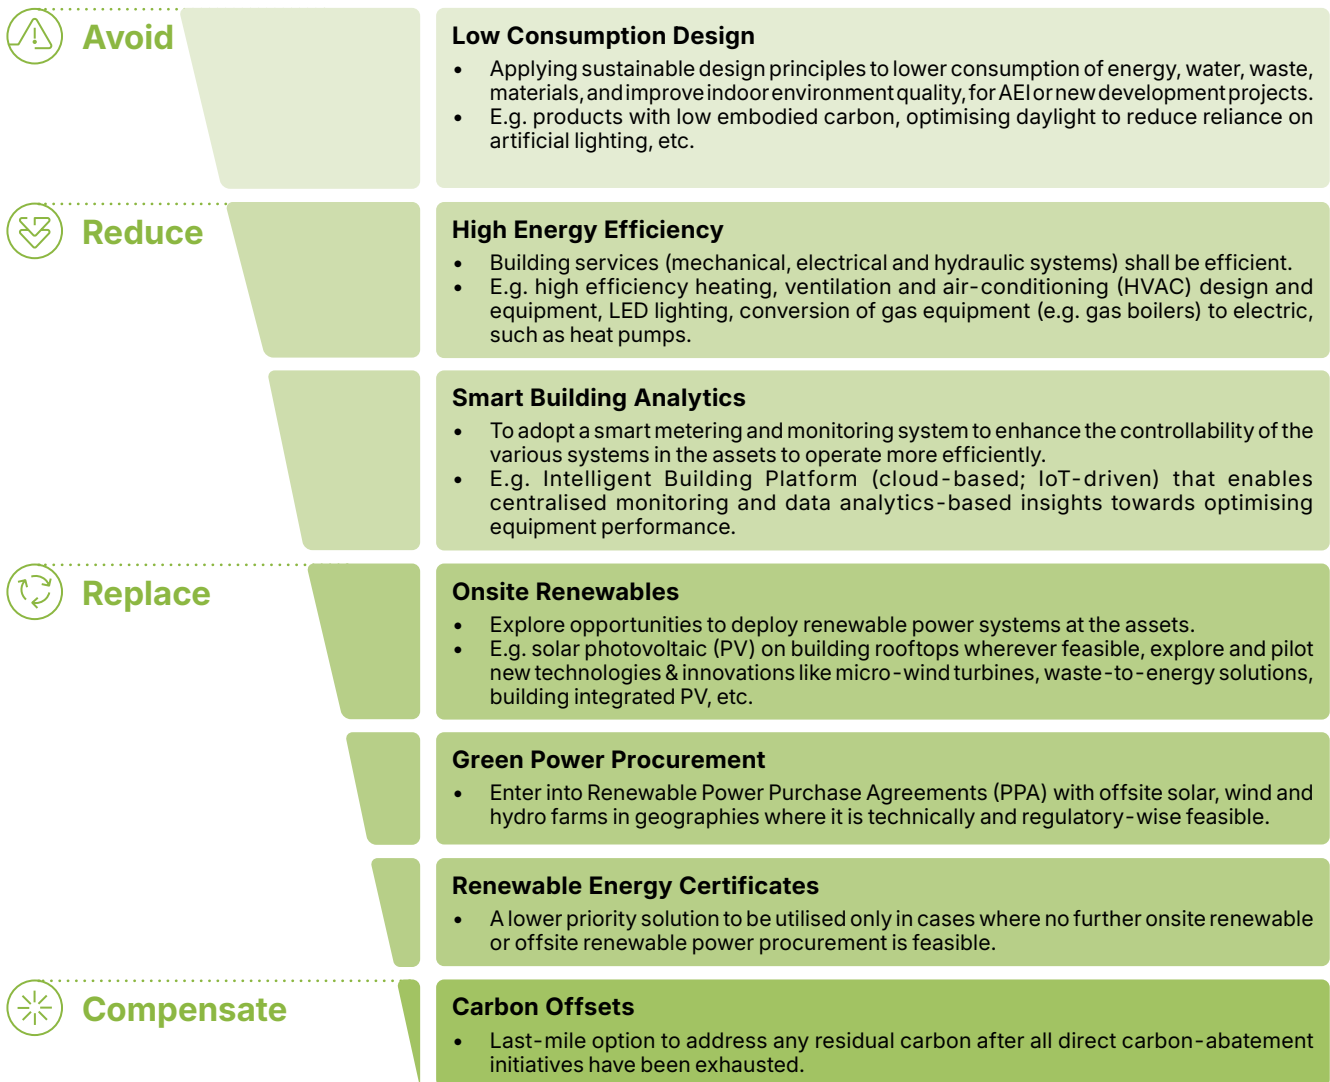 Avoid
Low Consumption Design
• Applying sustainable design principles to lower consumption of energy, water, waste,
materials, and improve indoor environment quality, for AEI or new development projects.
• E.g. products with low embodied carbon, optimising daylight to reduce reliance on
artificial lighting, etc.
Reduce
High Energy Efficiency
• Building services (mechanical, electrical and hydraulic systems) shall be efficient.
• E.g. high efficiency heating, ventilation and air-conditioning (HVAC) design and
equipment, LED lighting, conversion of gas equipment (e.g. gas boilers) to electric,
such as heat pumps.
Smart Building Analytics
• To adopt a smart metering and monitoring system to enhance the controllability of the
various systems in the assets to operate more efficiently.
• E.g. Intelligent Building Platform (cloud-based; IoT-driven) that enables
centralised monitoring and data analytics-based insights towards optimising
equipment performance.
Replace
Onsite Renewables
• Explore opportunities to deploy renewable power systems at the assets.
• E.g. solar photovoltaic (PV) on building rooftops wherever feasible, explore and pilot
new technologies & innovations like micro-wind turbines, waste-to-energy solutions,
building integrated PV, etc.
Green Power Procurement
• Enter into Renewable Power Purchase Agreements (PPA) with offsite solar, wind and
hydro farms in geographies where it is technically and regulatory-wise feasible.
Renewable Energy Certificates
• A lower priority solution to be utilised only in cases where no further onsite renewable
or offsite renewable power procurement is feasible.
Compensate
Carbon Offsets
• Last-mile option to address any residual carbon after all direct carbon-abatement
initiatives have been exhausted.